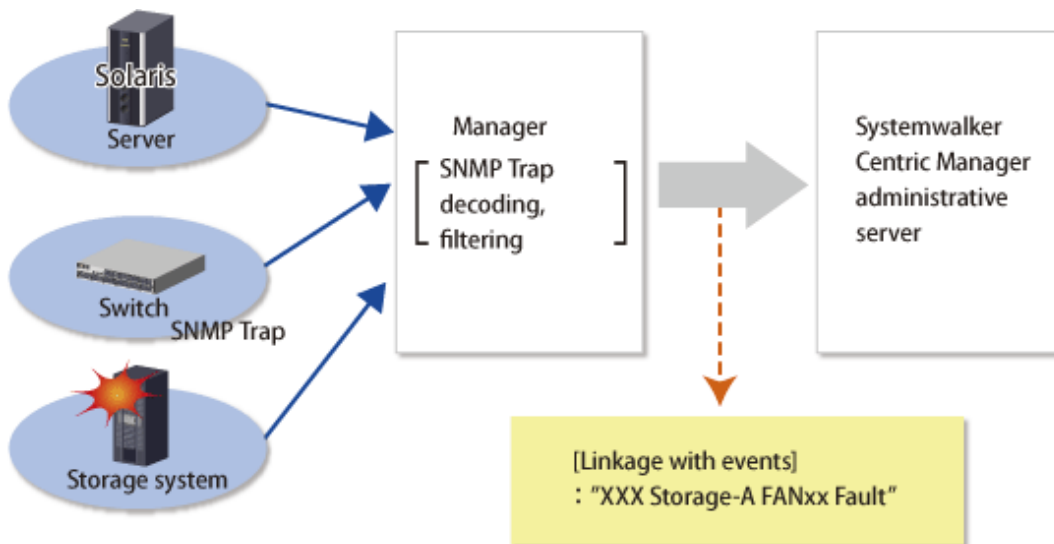 Solaris
Server
Switch
SNMP Trap
Storage system
Manager
SNMP Trap
decoding,
filtering
Systemwalker
Centric Manager
administrative
server
[Linkage with events]
: "XXX Storage-A FANxx Fault"